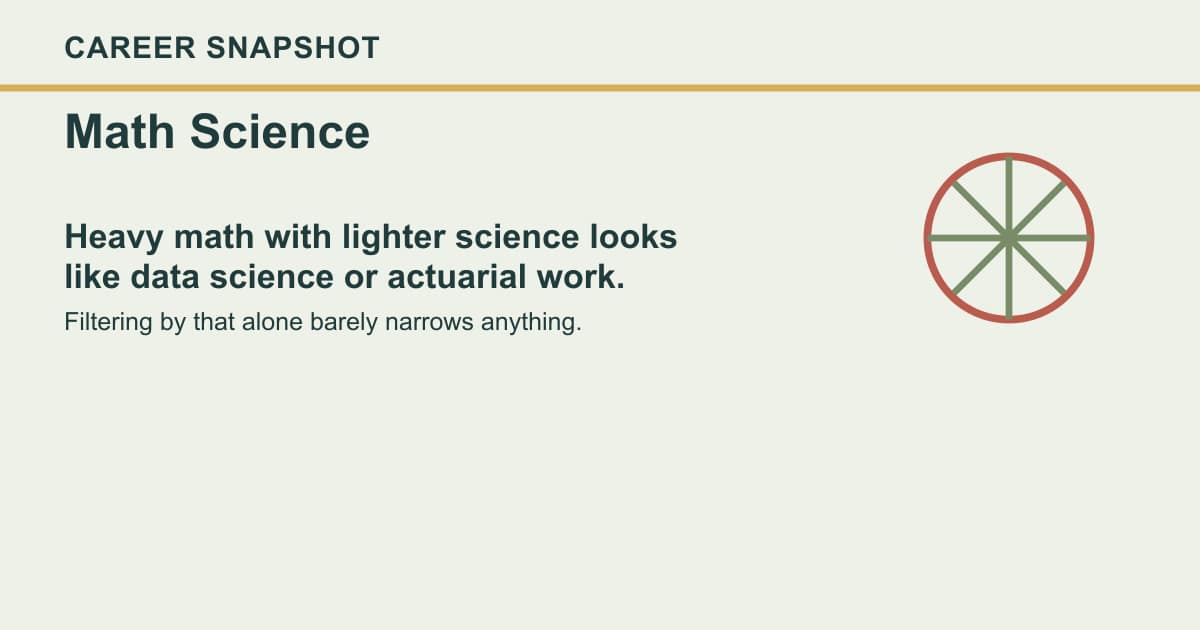 CAREER SNAPSHOT
Math Science
Heavy math with lighter science looks
like data science or actuarial work.
Filtering by that alone barely narrows anything.